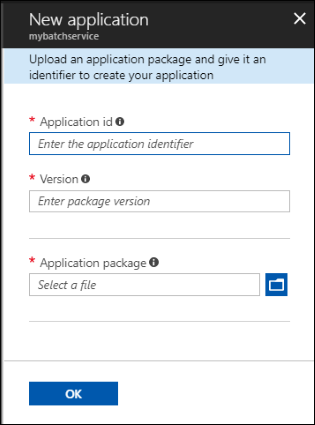 New application
mybatchservice
Upload an application package and give it an
identifier to create your application
* Application id
Enter the application identifier
* Version
Enter package version
* Application package
Select a file
OK